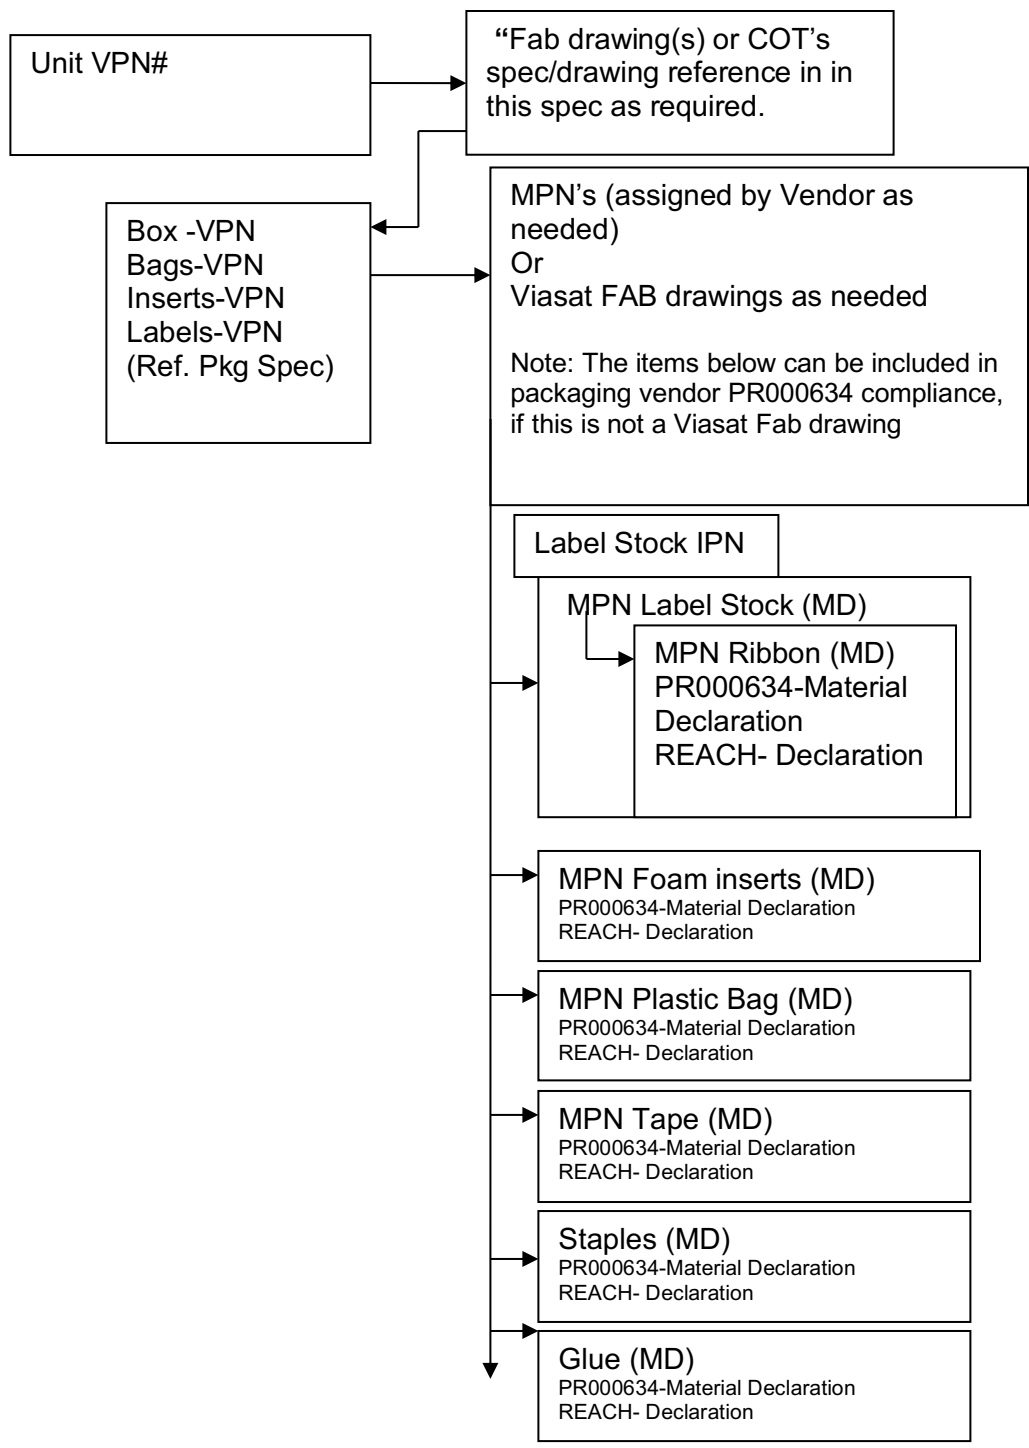 Unit VPN#
“Fab drawing(s) or COT’s
spec/drawing reference in in
this spec as required.
Box -VPN
Bags-VPN
Inserts-VPN
Labels-VPN
(Ref. Pkg Spec)
MPN’s (assigned by Vendor as
needed)
Or
Viasat FAB drawings as needed
Note: The items below can be included in
packaging vendor PR000634 compliance,
if this is not a Viasat Fab drawing
Label Stock IPN
MPN Label Stock (MD)
MPN Ribbon (MD)
PR000634-Material
Declaration
REACH- Declaration
MPN Foam inserts (MD)
PR000634-Material Declaration
REACH- Declaration
MPN Plastic Bag (MD)
PR000634-Material Declaration
REACH- Declaration
MPN Tape (MD)
PR000634-Material Declaration
REACH- Declaration
Staples (MD)
PR000634-Material Declaration
REACH- Declaration
Glue (MD)
PR000634-Material Declaration
REACH- Declaration